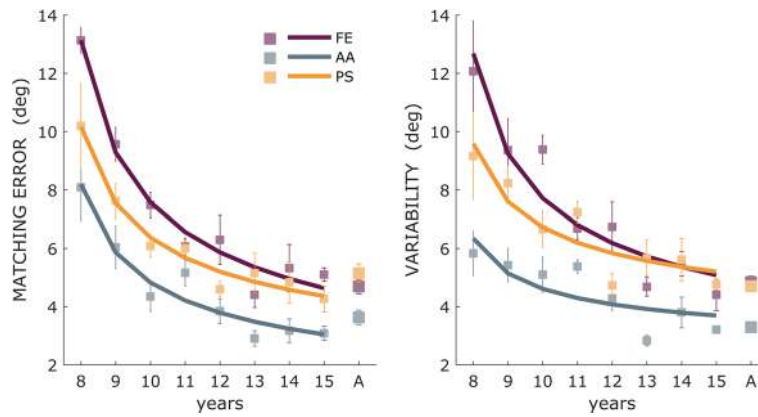 MATCHING ERROR (deg)
14
12
10
8
6
4
2
8 9 10 11 12 13 14 15 A
years
FE
AA
PS
VARIABILITY (deg)
14
12
10
8
6
4
2
8 9 10 11 12 13 14 15 A
years